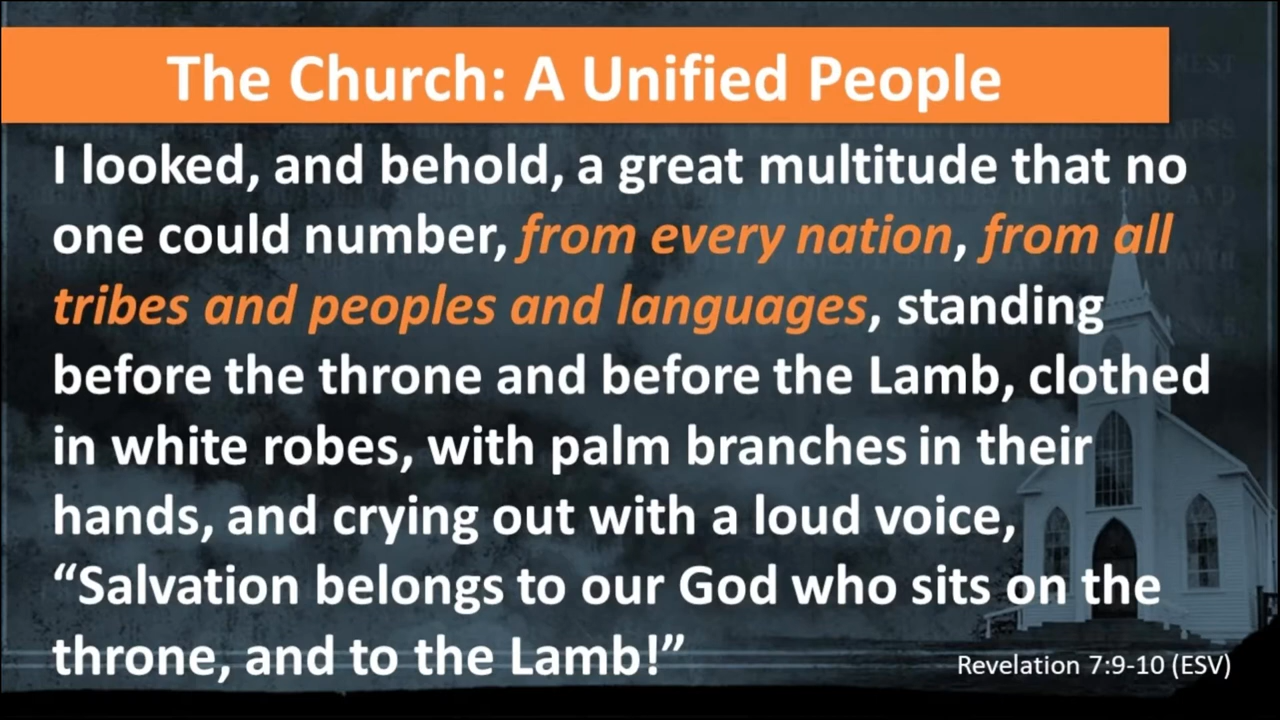 The Church: A Unified People
I looked, and behold, a great multitude that no
one could number, from every nation, from all
tribes and peoples and languages, standing
before the throne and before the Lamb, clothed
in white robes, with palm branches in their
hands, and crying out with a loud voice,
“Salvation belongs to our God who sits on the
throne, and to the Lamb!”
Revelation 7:9-10 (ESV)